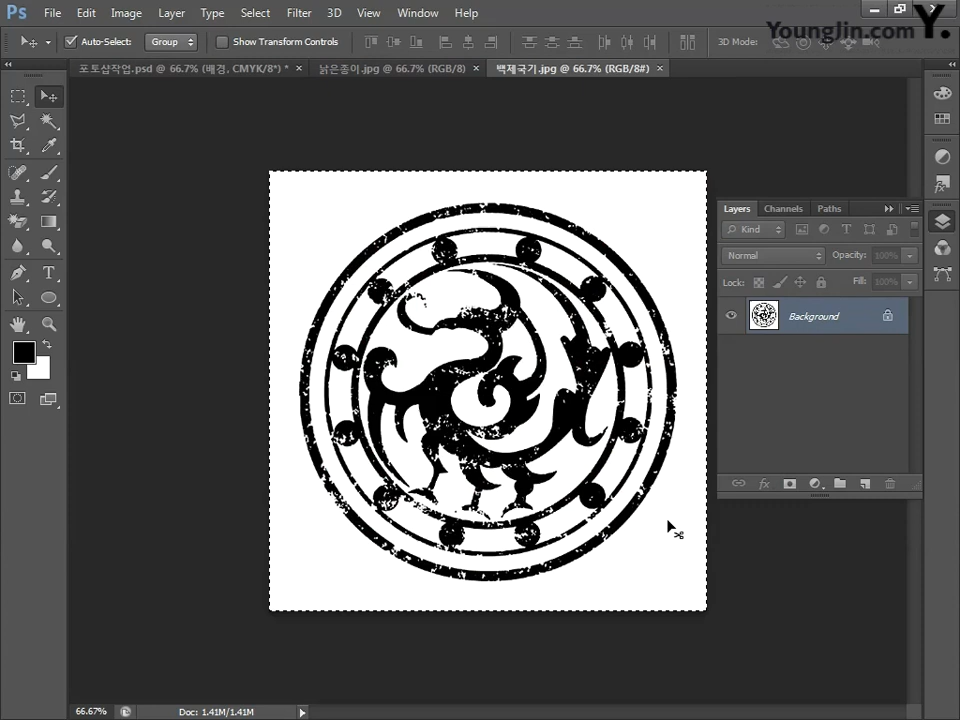 Ps File Edit Image Layer Type Select Filter 3D View Window Help
YoungJin.com Y.
Auto-Select: Group Show Transform Controls 3D Mode:
포토샵작업.psd @ 66.7% (배경, CMYK/8*) * × 낡은종이.jpg @ 66.7% (RGB/8) × 백제국기.jpg @ 66.7% (RGB/8#) ×
Layers Channels Paths
Kind
Normal Opacity: 100%
Lock: Fill: 100%
Background
66.67% Doc: 1.41M/1.41M